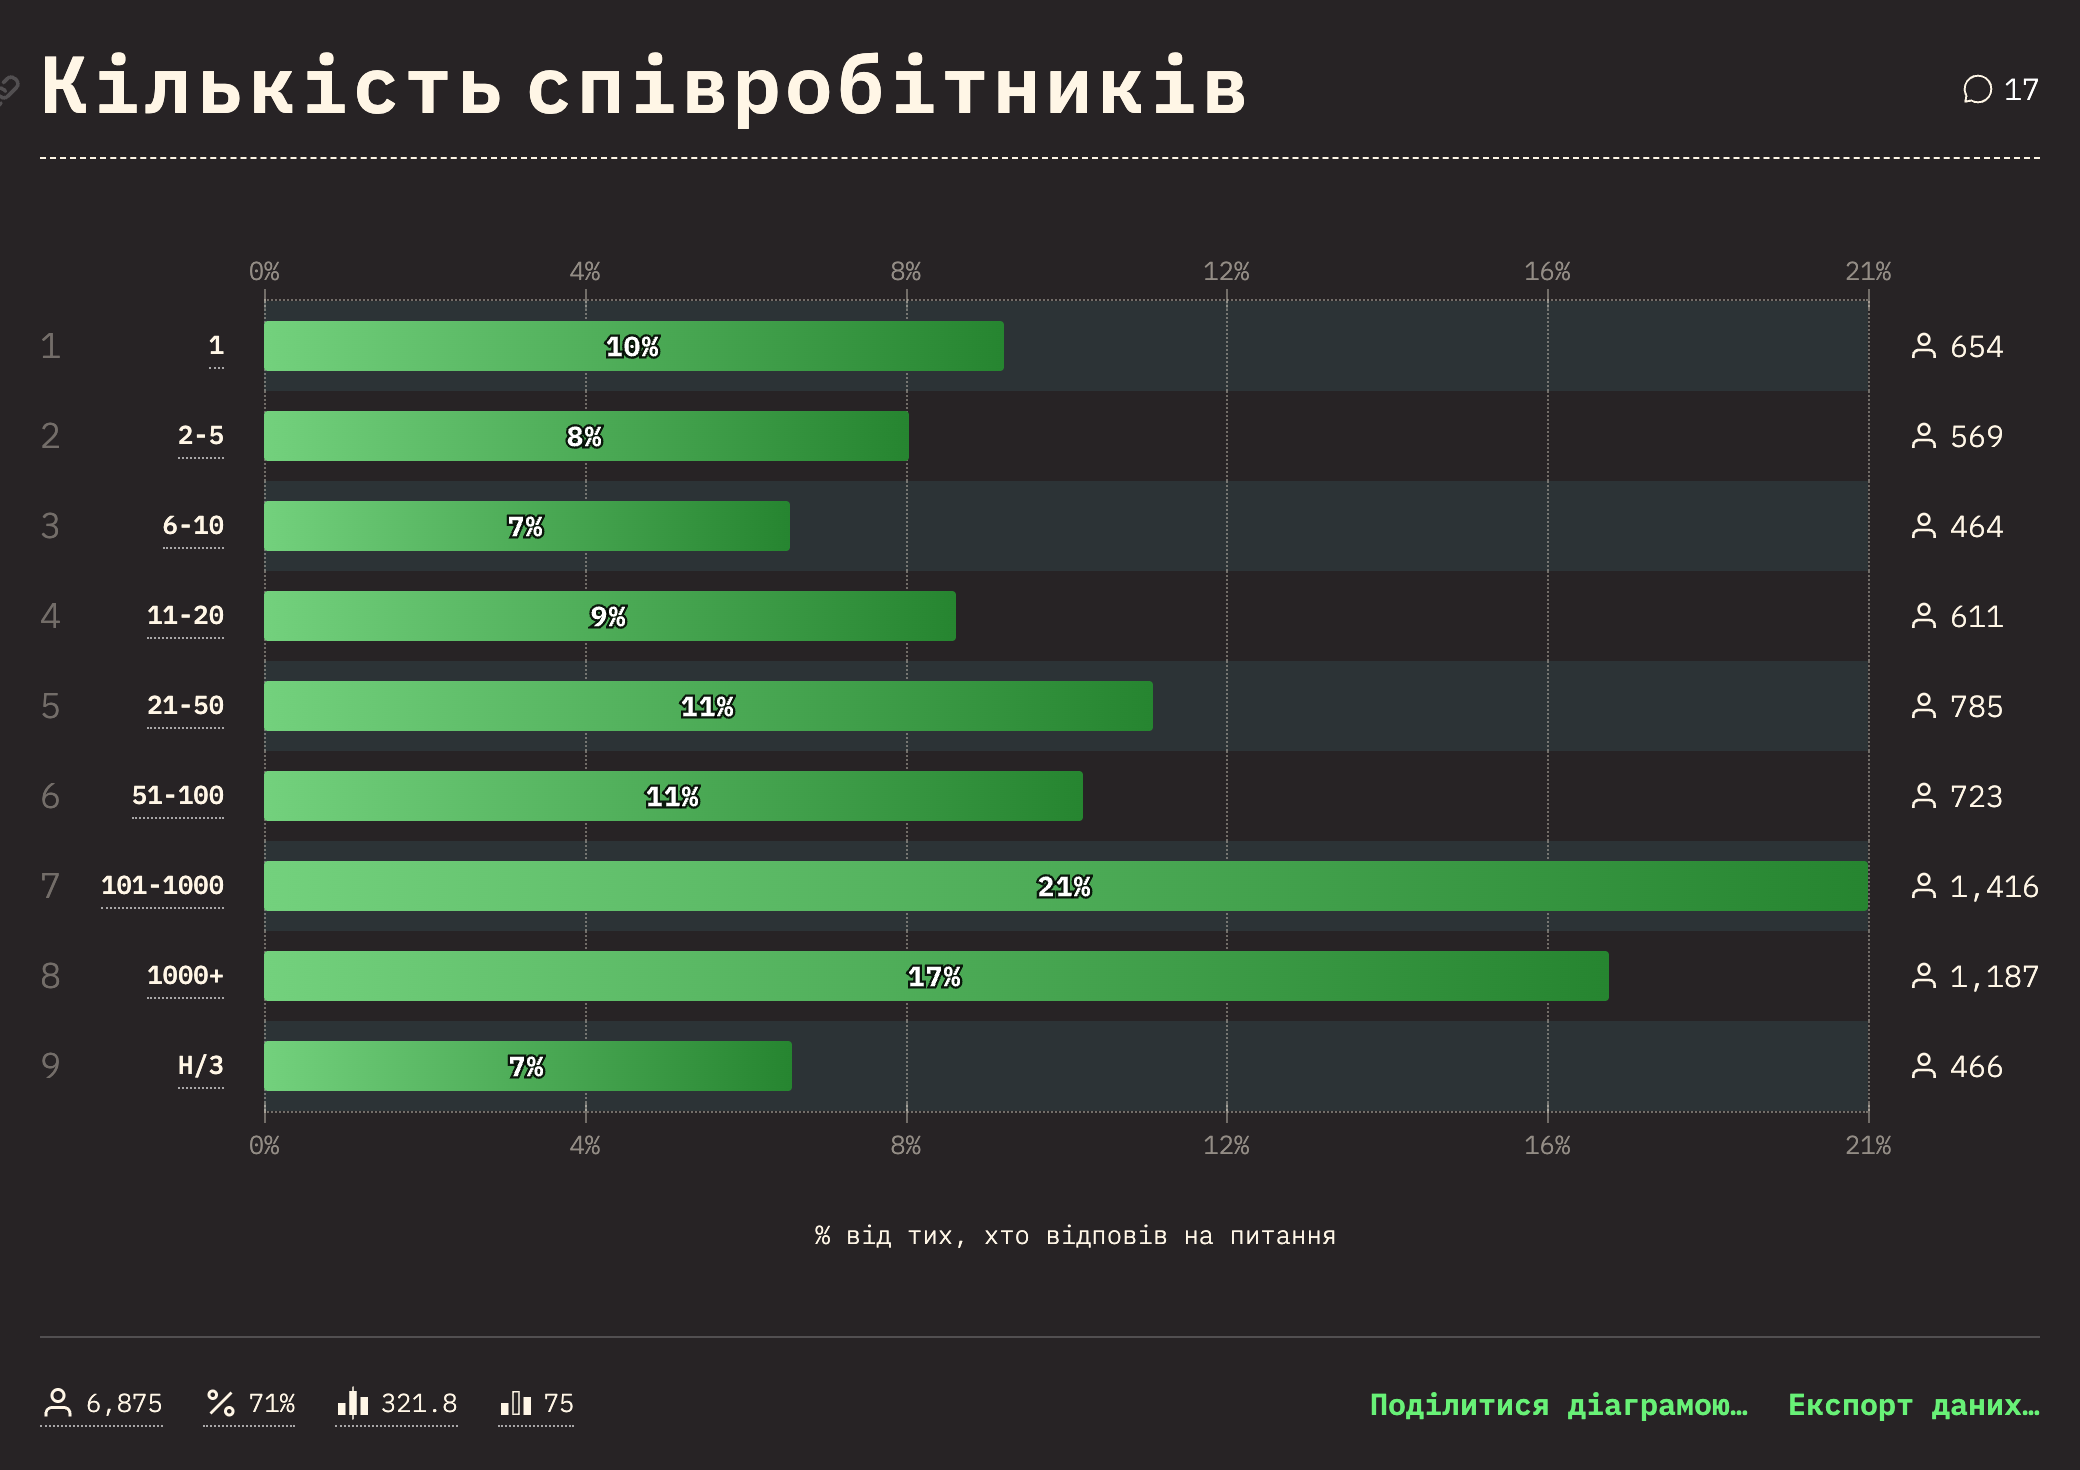 Кількість співробітників
17
0% 4% 8% 12% 16% 21%
1 1 10% 654
2 2-5 8% 569
3 6-10 7% 464
4 11-20 9% 611
5 21-50 11% 785
6 51-100 11% 723
7 101-1000 21% 1,416
8 1000+ 17% 1,187
9 Н/З 7% 466
0% 4% 8% 12% 16% 21%
% від тих, хто відповів на питання
6,875 71% 321.8 75 Поділитися діаграмою… Експорт даних…